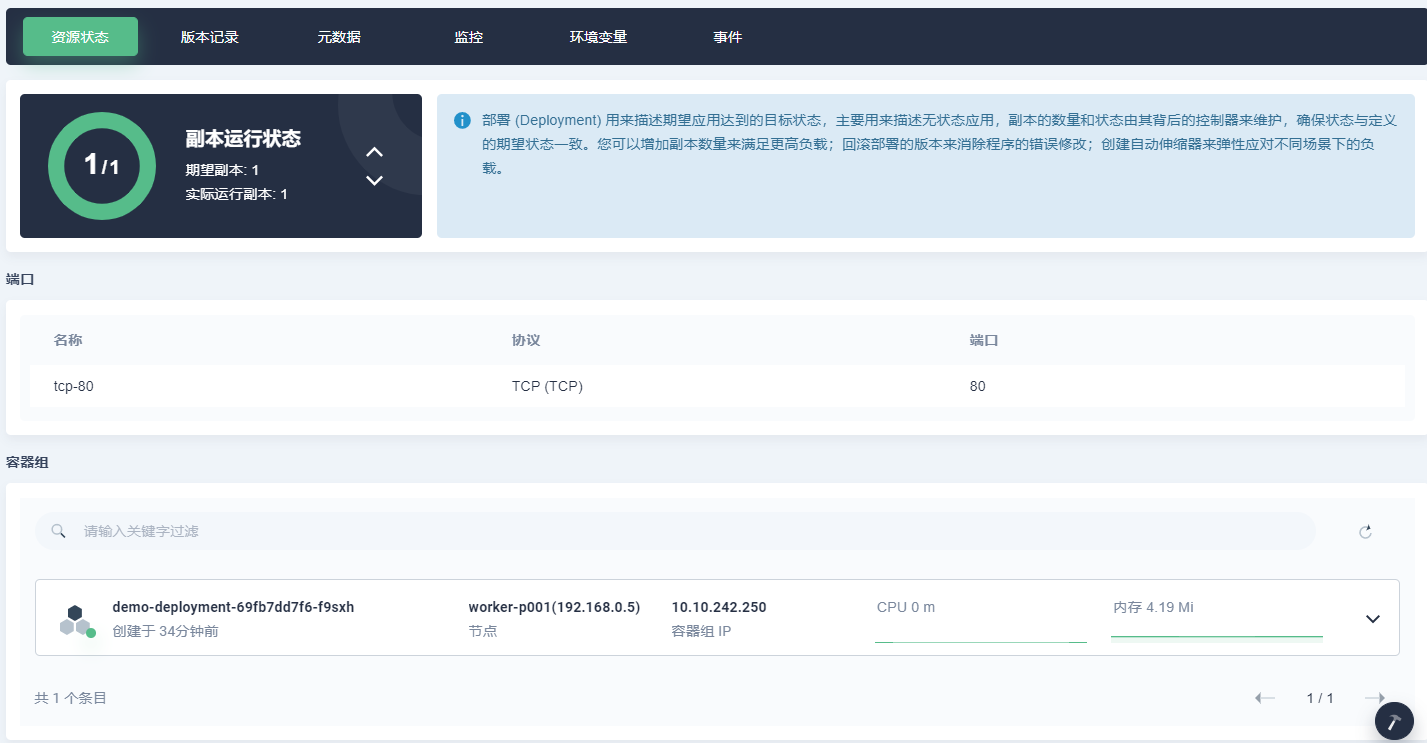 资源状态 版本记录 元数据 监控 环境变量 事件
1/1
副本运行状态
期望副本: 1
实际运行副本: 1
部署 (Deployment) 用来描述期望应用达到的目标状态，主要用来描述无状态应用，副本的数量和状态由其背后的控制器来维护，确保状态与定义
的期望状态一致。您可以增加副本数量来满足更高负载；回滚部署的版本来消除程序的错误修改；创建自动伸缩器来弹性应对不同场景下的负
载。
端口
名称 协议 端口
tcp-80 TCP (TCP) 80
容器组
请输入关键字过滤
demo-deployment-69fb7dd7f6-f9sxh worker-p001(192.168.0.5) 10.10.242.250 CPU 0 m 内存 4.19 Mi
创建于 34分钟前 节点 容器组 IP
共 1 个条目 1 / 1